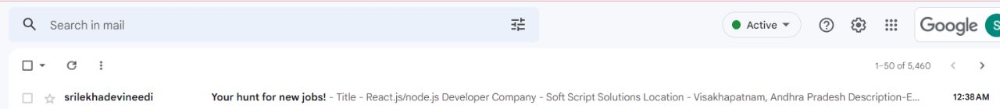 Search in mail
Active
Google
S
1–50 of 5,460
srilekhadevineedi Your hunt for new jobs! - Title - React.js/node.js Developer Company - Soft Script Solutions Location - Visakhapatnam, Andhra Pradesh Description-E... 12:38 AM